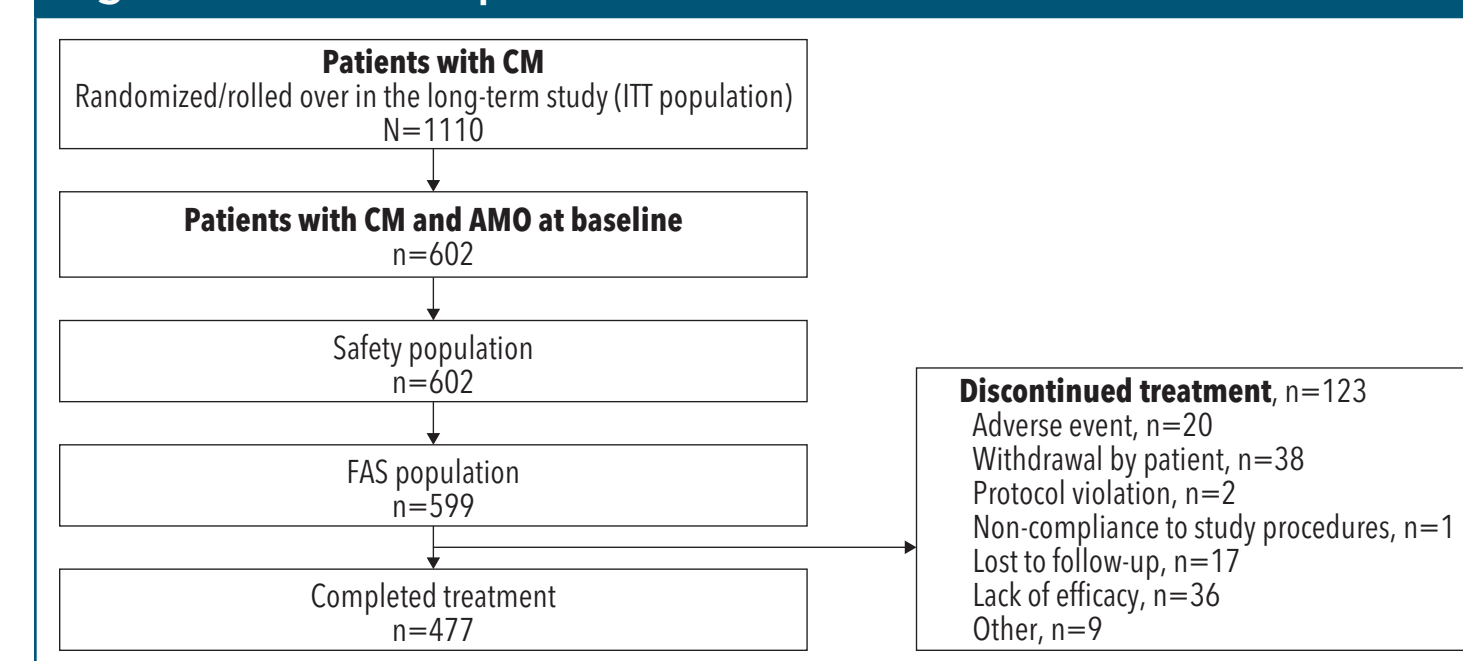 Patients with CM
Randomized/rolled over in the long-term study (ITT population)
N=1110
Patients with CM and AMO at baseline
n=602
Safety population
n=602
FAS population
n=599
Completed treatment
n=477
Discontinued treatment, n=123
Adverse event, n=20
Withdrawal by patient, n=38
Protocol violation, n=2
Non-compliance to study procedures, n=1
Lost to follow-up, n=17
Lack of efficacy, n=36
Other, n=9